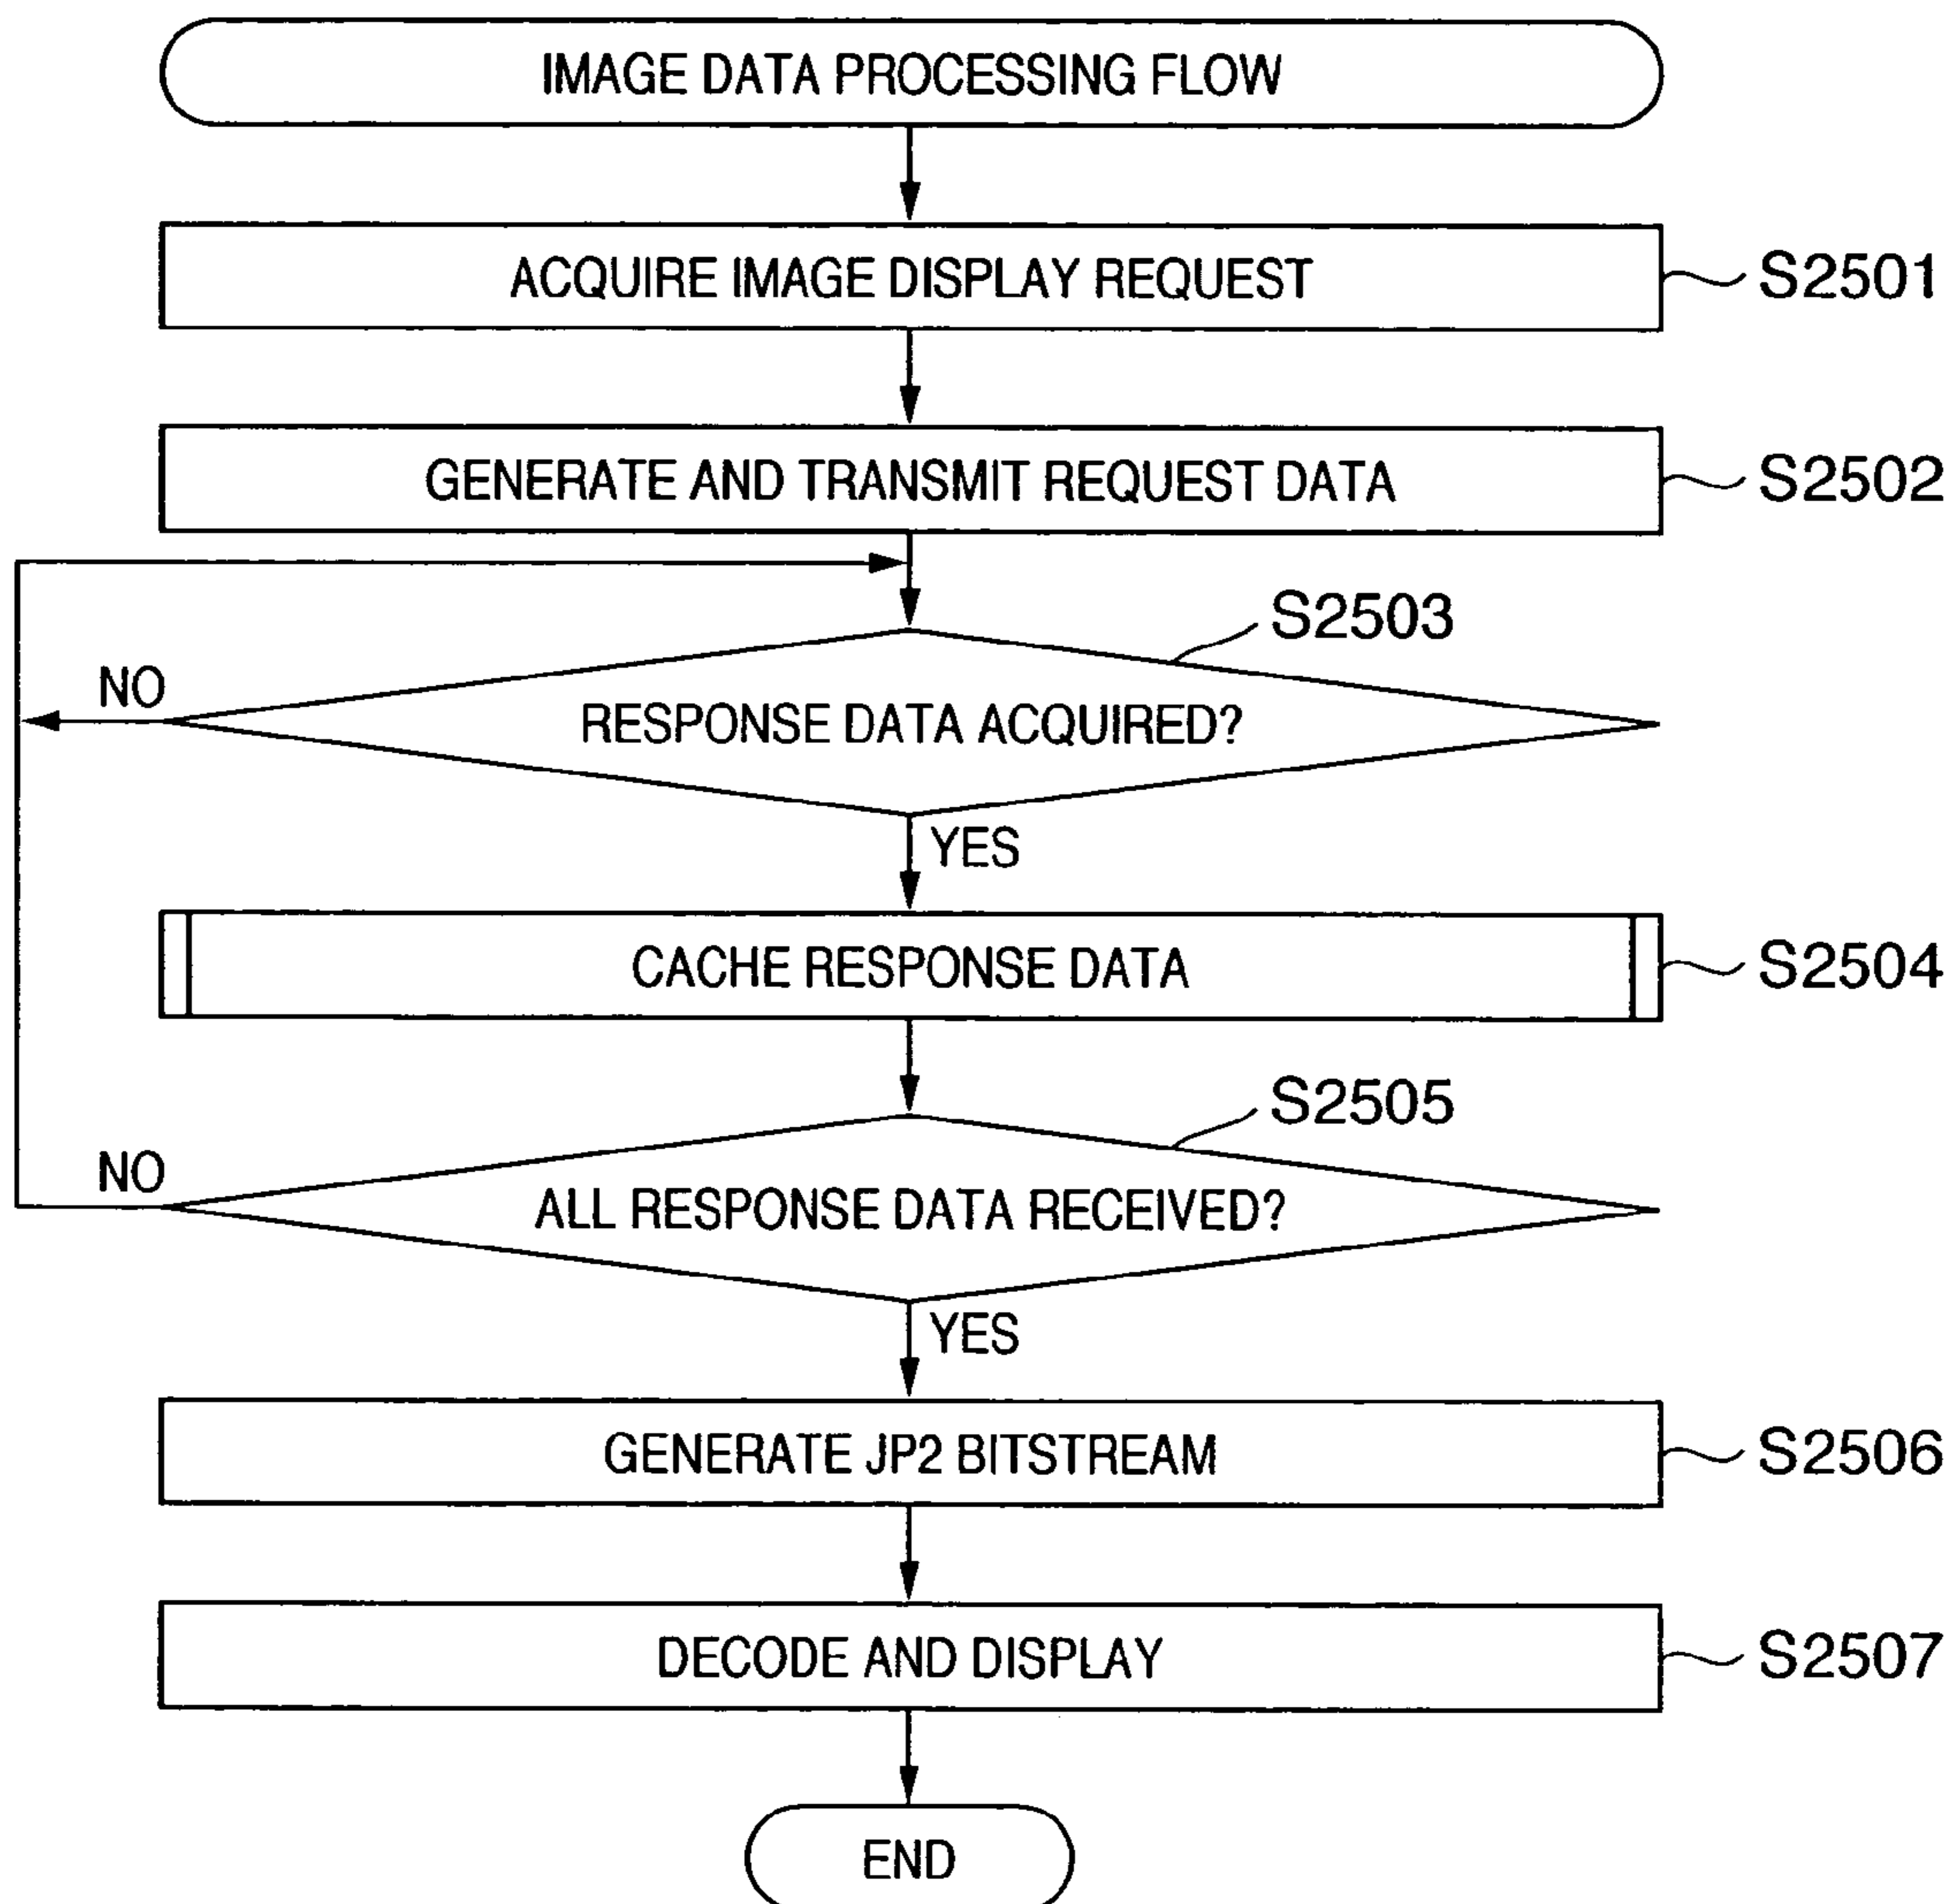 IMAGE DATA PROCESSING FLOW
ACQUIRE IMAGE DISPLAY REQUEST
S2501
GENERATE AND TRANSMIT REQUEST DATA
S2502
S2503
NO
RESPONSE DATA ACQUIRED?
YES
CACHE RESPONSE DATA
S2504
S2505
NO
ALL RESPONSE DATA RECEIVED?
YES
GENERATE JP2 BITSTREAM
S2506
DECODE AND DISPLAY
S2507
END